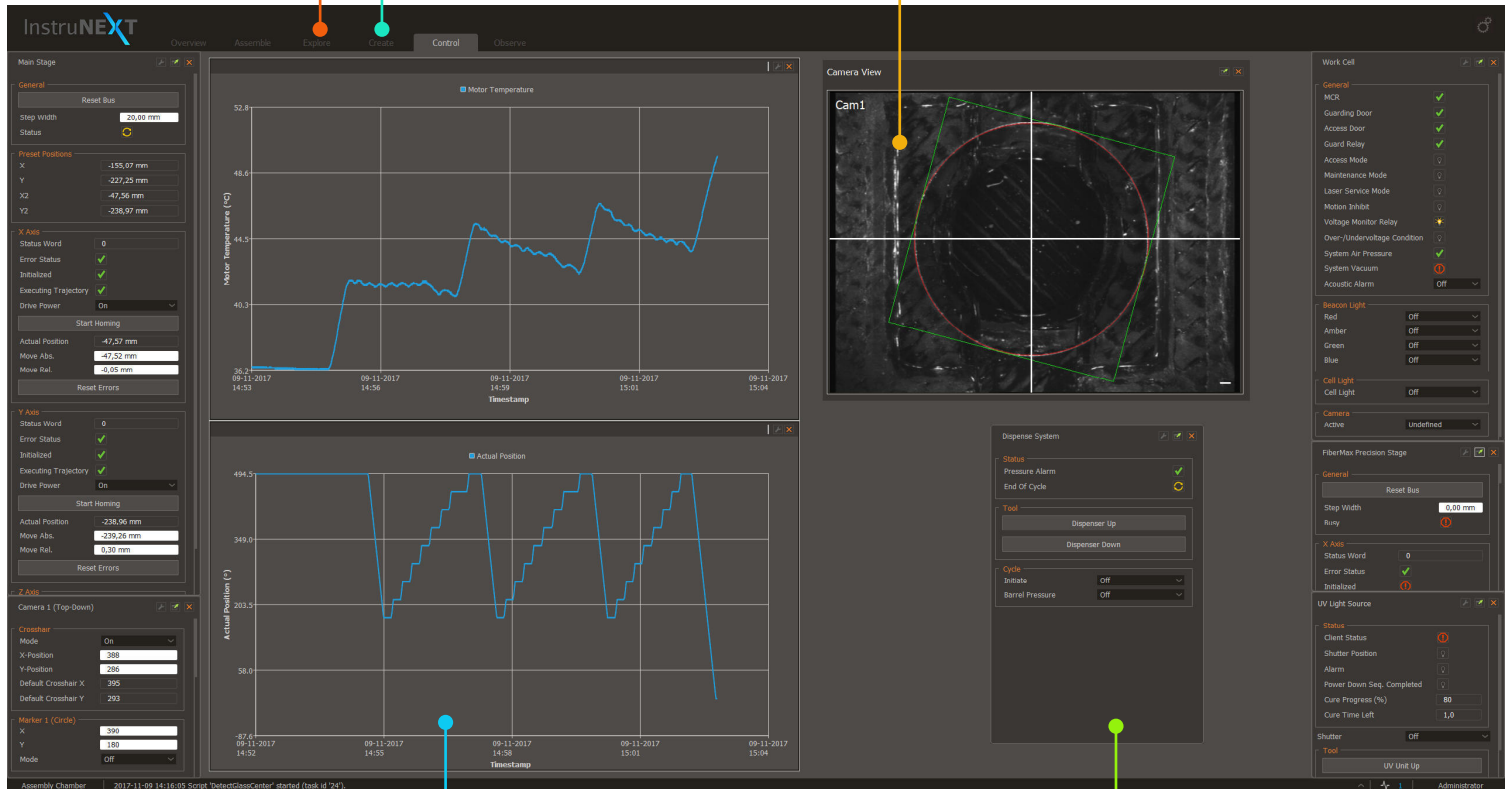 InstruNEXT
Overview Assemble Explore Create Control Observe
Main Stage
General
Reset Bus
Step Width 20,00 mm
Status
Preset Positions
X -155,07 mm
Y -227,25 mm
X2 -47,56 mm
Y2 -238,97 mm
X Axis
Status Word 0
Error Status
Initialized
Executing Trajectory
Drive Power On
Start Homing
Actual Position -47,57 mm
Move Abs. -47,52 mm
Move Rel. -0,05 mm
Reset Errors
Y Axis
Status Word 0
Error Status
Initialized
Executing Trajectory
Drive Power On
Start Homing
Actual Position -238,96 mm
Move Abs. -239,26 mm
Move Rel. 0,30 mm
Reset Errors
Z Axis
Camera 1 (Top-Down)
Crosshair
Mode On
X-Position 388
Y-Position 286
Default Crosshair X 395
Default Crosshair Y 293
Marker 1 (Circle)
X 390
Y 180
Mode Off
Motor Temperature
52.8
48.6
44.5
40.3
36.2
Motor Temperature (°C)
09-11-2017 09-11-2017 09-11-2017 09-11-2017 09-11-2017
14:53 14:56 14:59 15:01 15:04
Timestamp
Actual Position
494.5
349.0
203.5
58.0
-87.6
Actual Position (°)
09-11-2017 09-11-2017 09-11-2017 09-11-2017 09-11-2017
14:52 14:55 14:58 15:01 15:04
Timestamp
Camera View
Cam1
Dispense System
Status
Pressure Alarm
End Of Cycle
Tool
Dispenser Up
Dispenser Down
Cycle
Initiate Off
Barrel Pressure Off
Work Cell
General
MCR
Guarding Door
Access Door
Guard Relay
Access Mode
Maintenance Mode
Laser Service Mode
Motion Inhibit
Voltage Monitor Relay
Over-/Undervoltage Condition
System Air Pressure
System Vacuum
Acoustic Alarm Off
Beacon Light
Red Off
Amber Off
Green Off
Blue Off
Cell Light
Cell Light Off
Camera
Active Undefined
FiberMax Precision Stage
General
Reset Bus
Step Width 0,00 mm
Busy
X Axis
Status Word 0
Error Status
Initialized
UV Light Source
Status
Client Status
Shutter Position
Alarm
Power Down Seq. Completed
Cure Progress (%) 80
Cure Time Left 1,0
Shutter Off
Tool
UV Unit Up
Assembly Chamber 2017-11-09 14:16:05 Script 'DetectGlassCenter' started (task id '24'). 1 Administrator